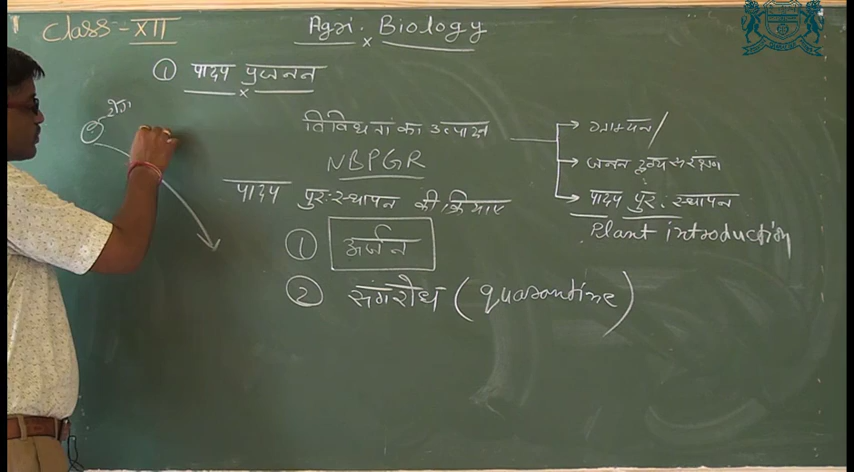 Class-XII
Agri. x Biology
① पादप प्रजनन
रोग
विविधता का उत्पादन
ग्राम्यन/
NBPGR
जनन द्रव्य संरक्षण
पादप पुरःस्थापन की क्रियाएं
पादप पुरः स्थापन
Plant introduction
① अर्जन
② संगरोध (quarantine)